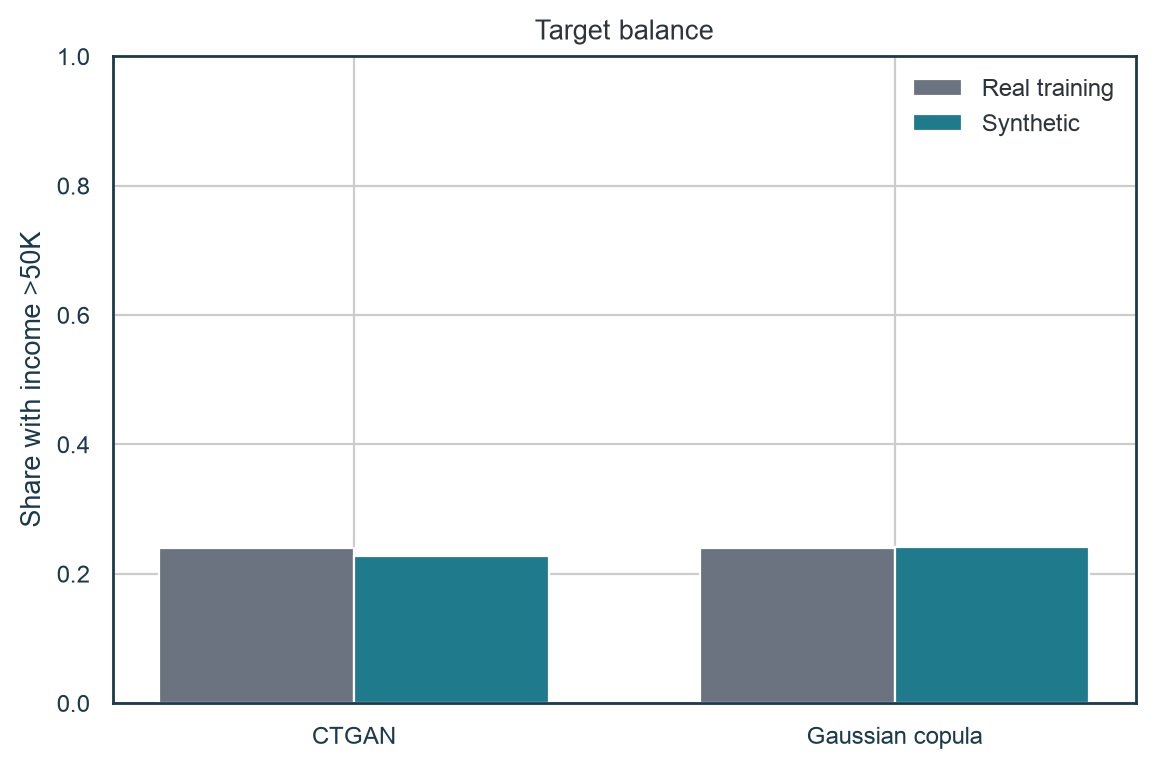 Target balance
1.0
Real training
Synthetic
0.8
0.6
0.4
0.2
0.0
Share with income >50K
CTGAN
Gaussian copula